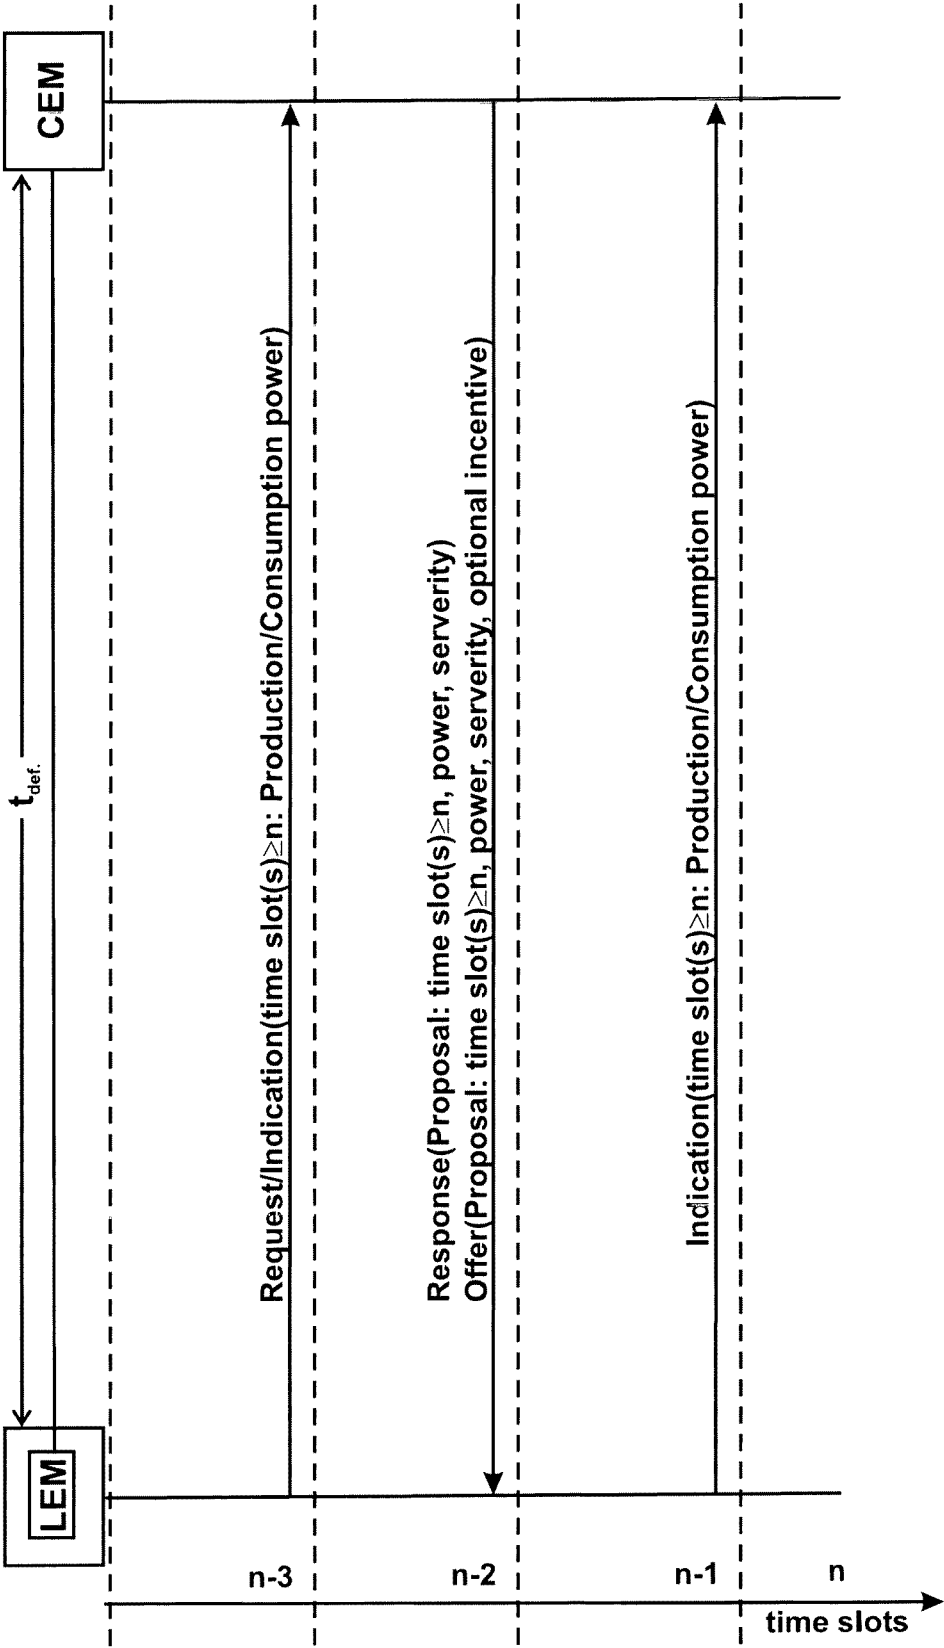 LEM
t def.
CEM
Request/Indication(time slot(s)≥n: Production/Consumption power)
Response(Proposal: time slot(s)≥n, power, serverity)
Offer(Proposal: time slot(s)≥n, power, serverity, optional incentive)
Indication(time slot(s)≥n: Production/Consumption power)
n-3
n-2
n-1
n
time slots